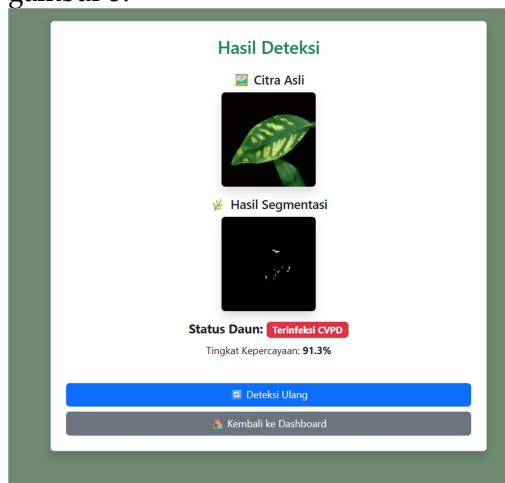 gambar 5.
Hasil Deteksi
Citra Asli
Hasil Segmentasi
Status Daun: Terinfeksi CVPD
Tingkat Kepercayaan: 91.3%
Deteksi Ulang
Kembali ke Dashboard